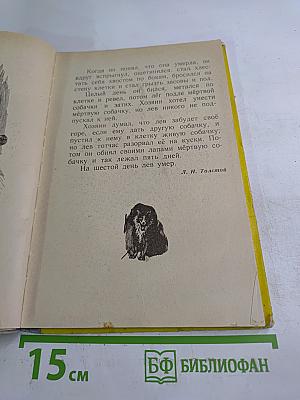 Когда он понял, что она умерла, он
вдруг вспрыгнул, ощетинился, стал хлес-
тать себя хвостом по бокам, бросился на
стену клетки и стал грызть засовы и пол.
Целый день он бился, метался по
клетке и ревел, потом лёг подле мёртвой
собачки и затих. Хозяин хотел унести
мёртвую собачку, но лев никого не под-
пускал к ней.
Хозяин думал, что лев забудет своё
горе, если ему дать другую собачку, и
пустил к нему в клетку живую собачку;
но лев тотчас разорвал её на куски. По-
том он обнял своими лапами мёртвую со-
бачку и так лежал пять дней.
На шестой день лев умер.
Л. Н. Толстой
15 см
БФ БИБЛИОФАН